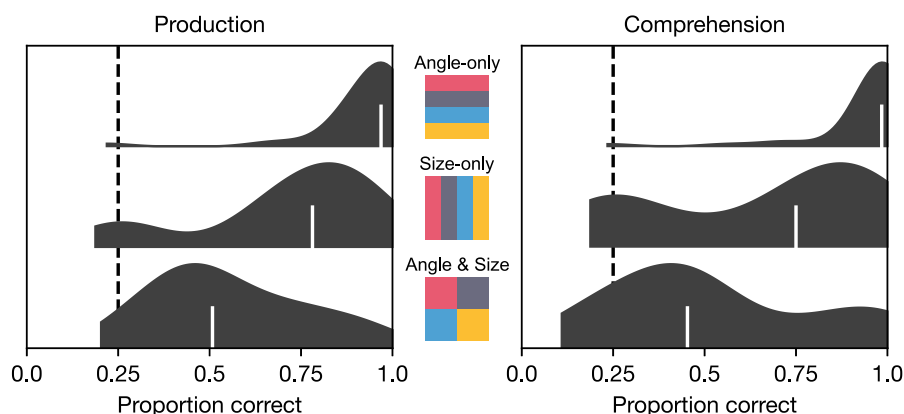 Production
Comprehension
Angle-only
Size-only
Angle & Size
0.0 0.25 0.5 0.75 1.0
0.0 0.25 0.5 0.75 1.0
Proportion correct
Proportion correct